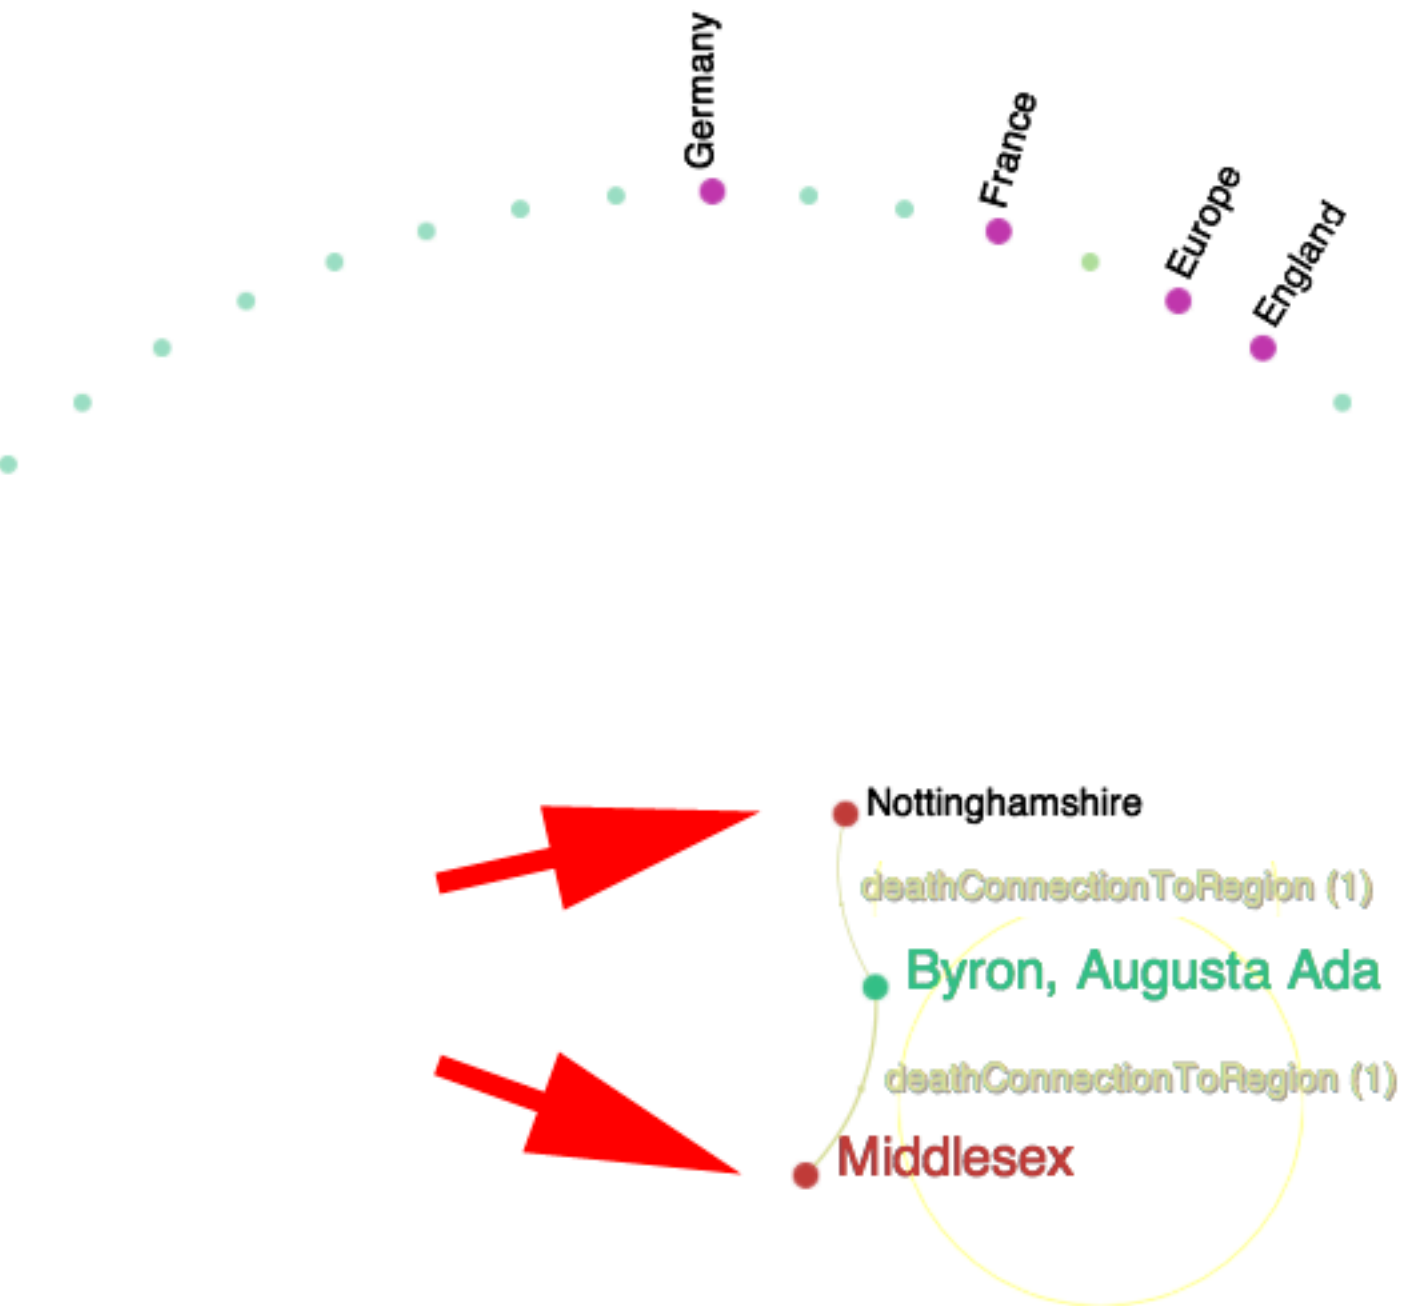 Germany
France
Europe
England
Nottinghamshire
deathConnectionToRegion (1)
Byron, Augusta Ada
deathConnectionToRegion (1)
Middlesex